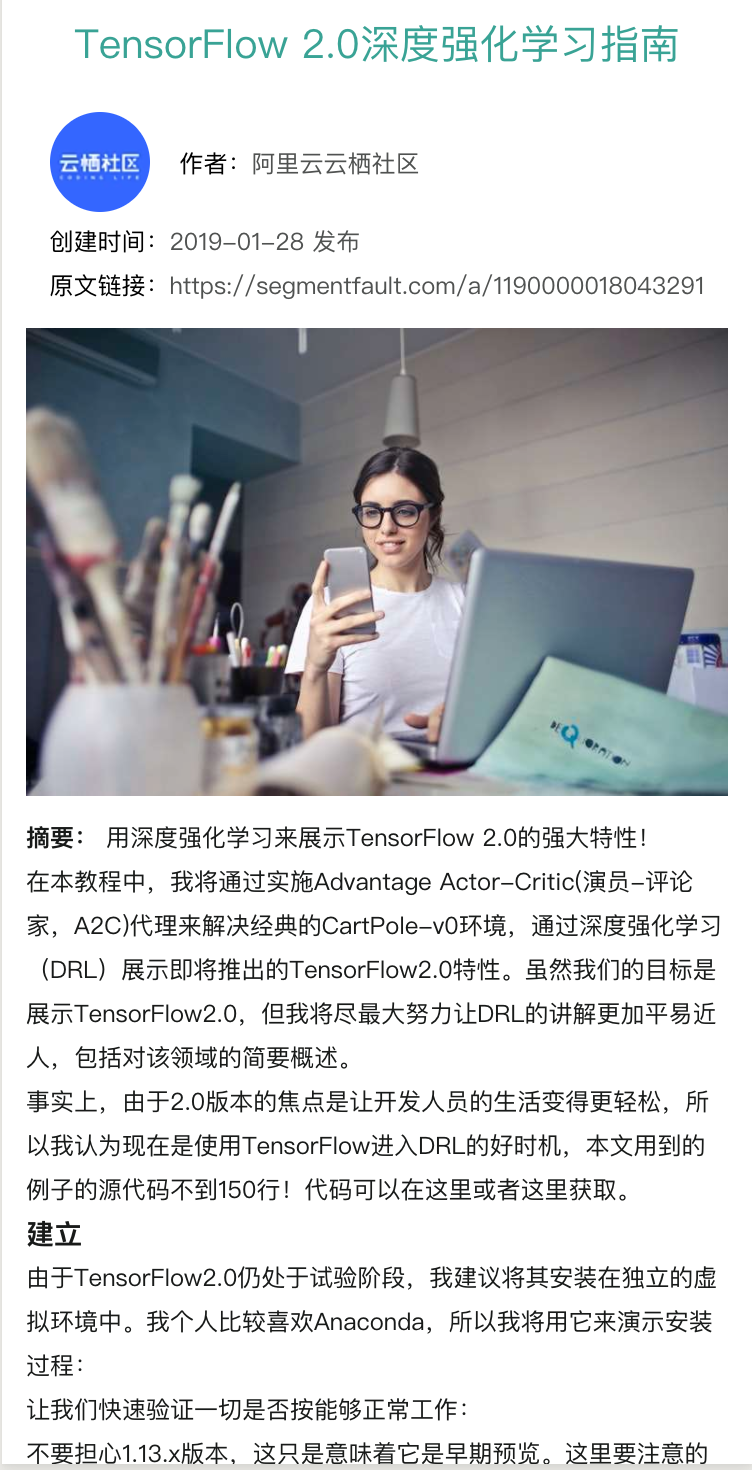 TensorFlow 2.0深度强化学习指南
云栖社区
CODING LIFE
作者：阿里云云栖社区
创建时间：2019-01-28 发布
原文链接：https://segmentfault.com/a/1190000018043291
摘要： 用深度强化学习来展示TensorFlow 2.0的强大特性！
在本教程中，我将通过实施Advantage Actor-Critic(演员-评论
家，A2C)代理来解决经典的CartPole-v0环境，通过深度强化学习
（DRL）展示即将推出的TensorFlow2.0特性。虽然我们的目标是
展示TensorFlow2.0，但我将尽最大努力让DRL的讲解更加平易近
人，包括对该领域的简要概述。
事实上，由于2.0版本的焦点是让开发人员的生活变得更轻松，所
以我认为现在是使用TensorFlow进入DRL的好时机，本文用到的
例子的源代码不到150行！代码可以在这里或者这里获取。
建立
由于TensorFlow2.0仍处于试验阶段，我建议将其安装在独立的虚
拟环境中。我个人比较喜欢Anaconda，所以我将用它来演示安装
过程：
让我们快速验证一切是否按能够正常工作：
不要担心1.13.x版本，这只是意味着它是早期预览。这里要注意的